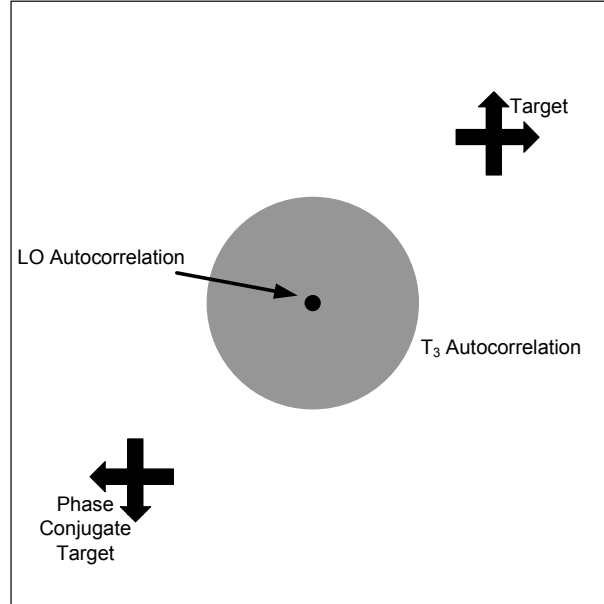 Target
LO Autocorrelation
T₃ Autocorrelation
Phase
Conjugate
Target